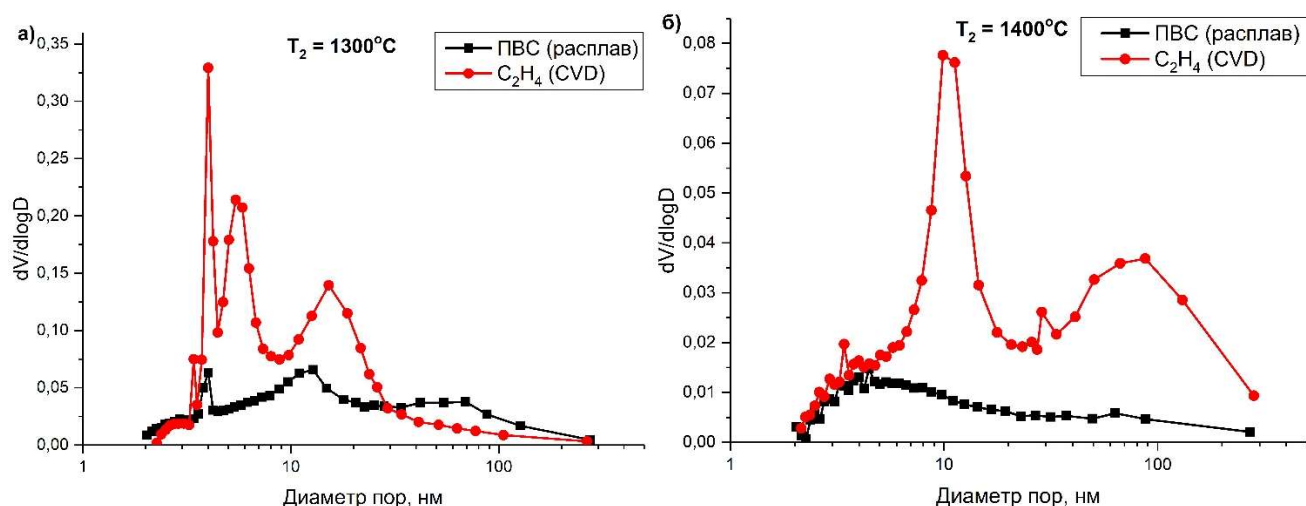 а)
T₂ = 1300°C
ПВС (расплав)
C₂H₄ (CVD)
dV/dlogD
0,35
0,30
0,25
0,20
0,15
0,10
0,05
0,00
1
10
100
Диаметр пор, нм
б)
T₂ = 1400°C
ПВС (расплав)
C₂H₄ (CVD)
dV/dlogD
0,08
0,07
0,06
0,05
0,04
0,03
0,02
0,01
0,00
1
10
100
Диаметр пор, нм